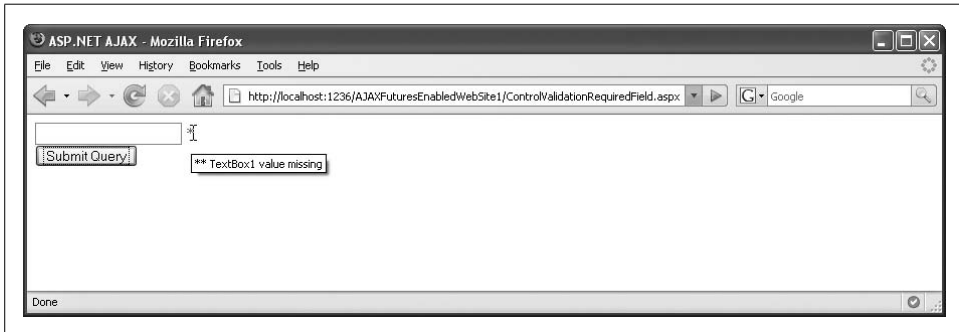 ASP.NET AJAX - Mozilla Firefox
File Edit View History Bookmarks Tools Help
http://localhost:1236/AJAXFuturesEnabledWebSite1/ControlValidationRequiredField.aspx G Google
*
Submit Query
** TextBox1 value missing
Done